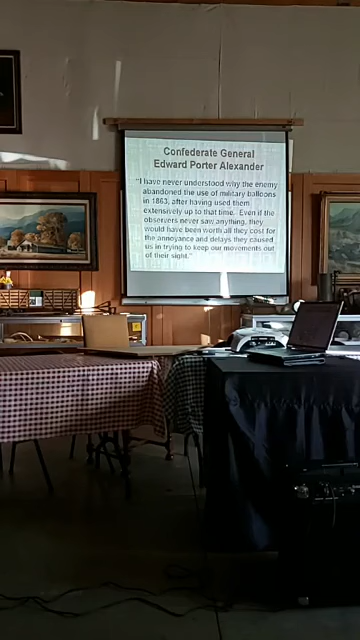 Confederate General
Edward Porter Alexander
"I have never understood why the enemy
abandoned the use of military balloons
in 1863, after having used them
extensively up to that time.  Even if the
observers never saw anything, they
would have been worth all they cost for
the annoyance and delays they caused
us in trying to keep our movements out
of their sight."